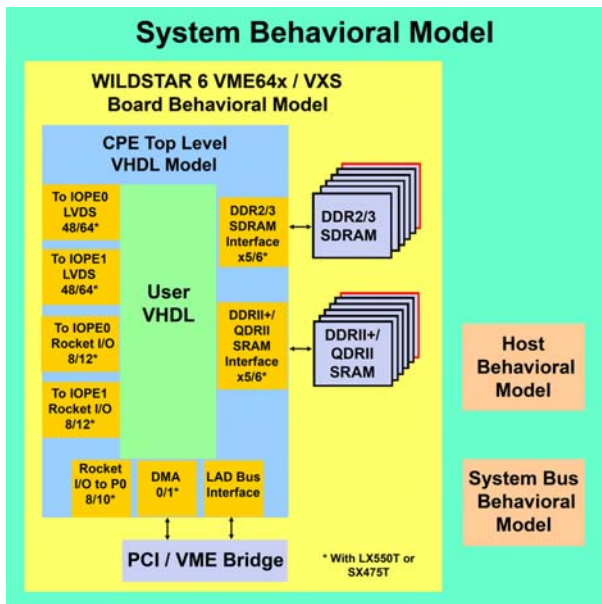 System Behavioral Model
WILDSTAR 6 VME64x / VXS
Board Behavioral Model
CPE Top Level
VHDL Model
To IOPE0
LVDS
48/64*
To IOPE1
LVDS
48/64*
To IOPE0
Rocket I/O
8/12*
To IOPE1
Rocket I/O
8/12*
User
VHDL
DDR2/3
SDRAM
Interface
x5/6*
DDRII+/
QDRII
SRAM
Interface
x5/6*
DDR2/3
SDRAM
DDRII+/
QDRII
SRAM
Rocket
I/O to P0
8/10*
DMA
0/1*
LAD Bus
Interface
PCI / VME Bridge
* With LX550T or
SX475T
Host
Behavioral
Model
System Bus
Behavioral
Model